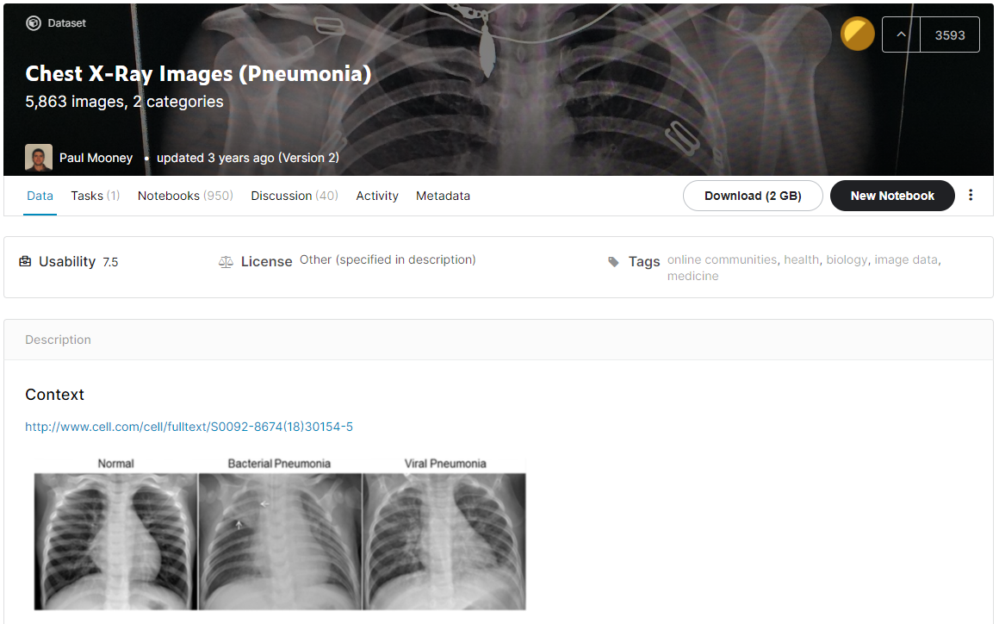 Dataset
3593
Chest X-Ray Images (Pneumonia)
5,863 images, 2 categories
Paul Mooney • updated 3 years ago (Version 2)
Data Tasks (1) Notebooks (950) Discussion (40) Activity Metadata Download (2 GB) New Notebook
Usability 7.5 License Other (specified in description) Tags online communities, health, biology, image data,
medicine
Description
Context
http://www.cell.com/cell/fulltext/S0092-8674(18)30154-5
Normal Bacterial Pneumonia Viral Pneumonia